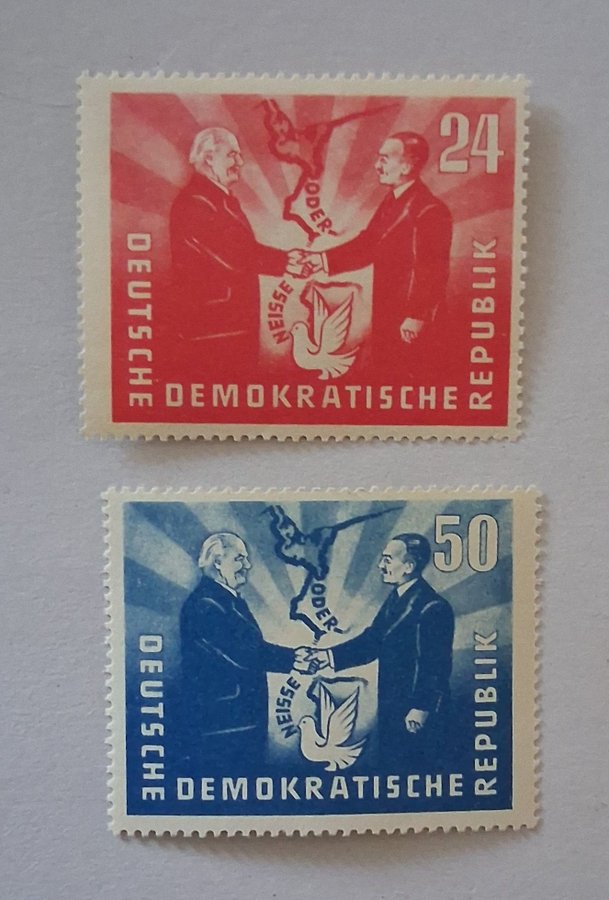 24
ODER-
NEISSE
DEUTSCHE DEMOKRATISCHE REPUBLIK
50
ODER-
NEISSE
DEUTSCHE DEMOKRATISCHE REPUBLIK